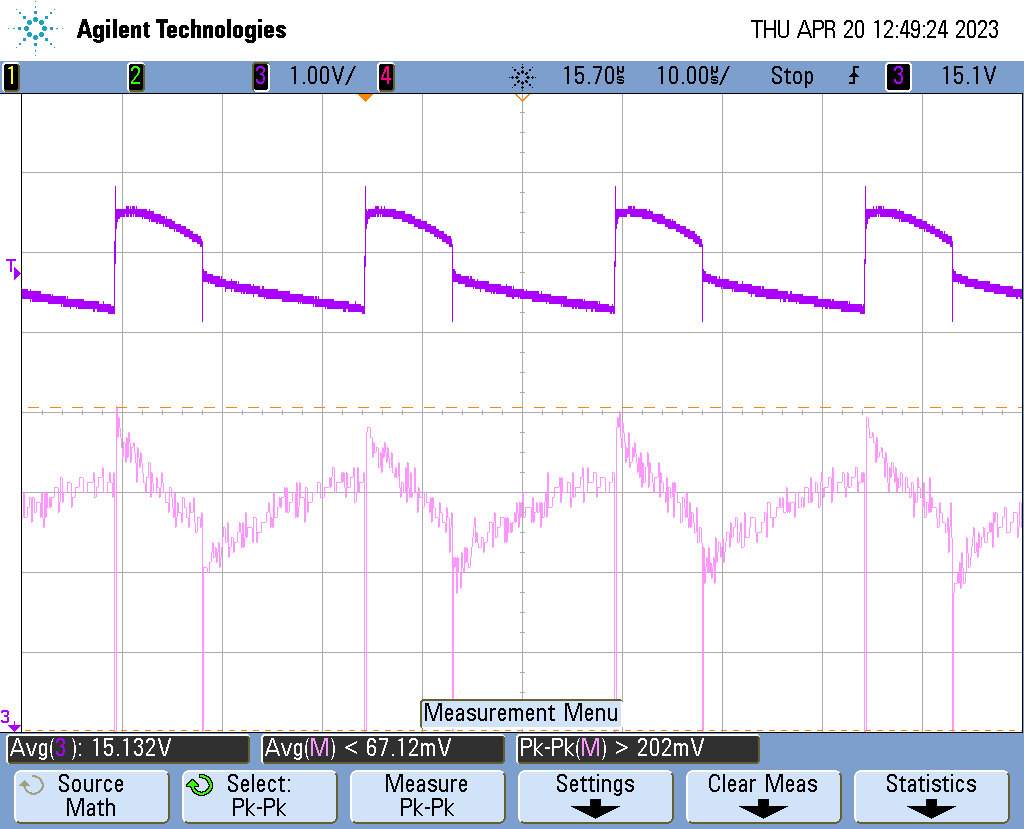 Agilent Technologies THU APR 20 12:49:24 2023
1 2 3 1.00V/ 4 15.70µs 10.00µs/ Stop 3 15.1V
T
3
Measurement Menu
Avg(3): 15.132V Avg(M) < 67.12mV Pk-Pk(M) > 202mV
Source Select: Measure Settings Clear Meas Statistics
Math Pk-Pk Pk-Pk